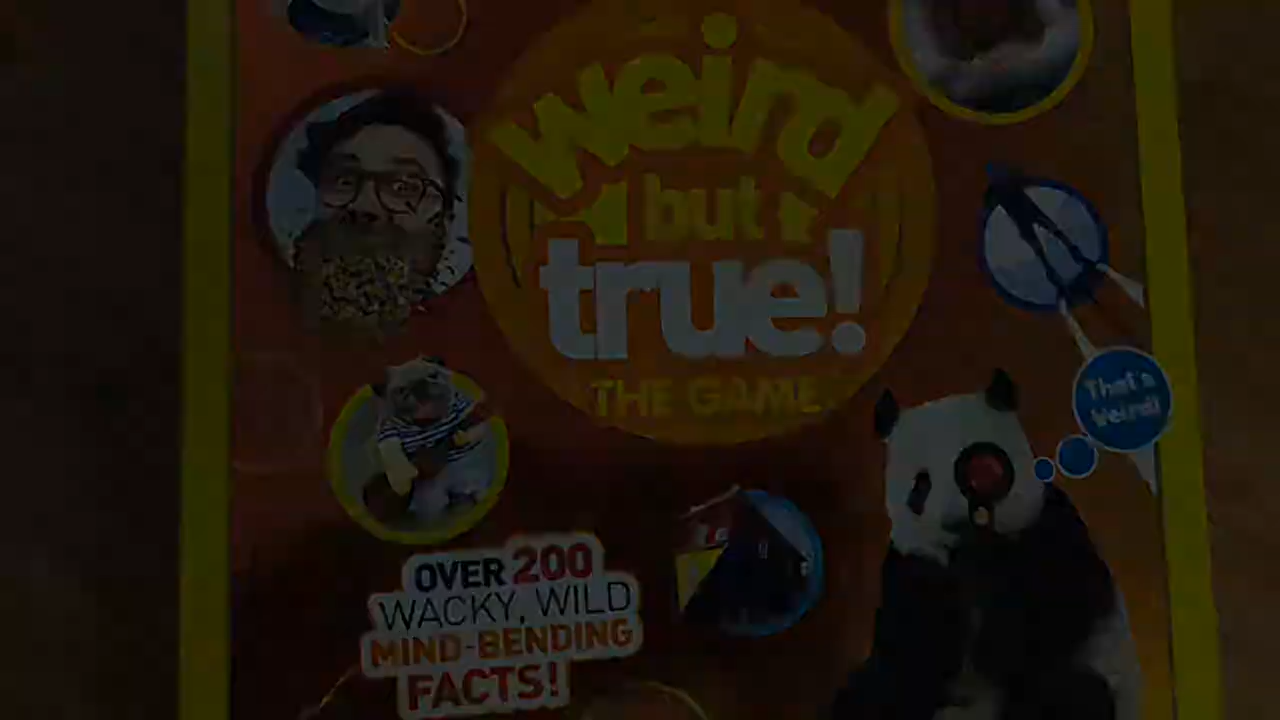 weird
but
true!
THE GAME
That's
Weird!
OVER 200
WACKY, WILD
MIND-BENDING
FACTS!